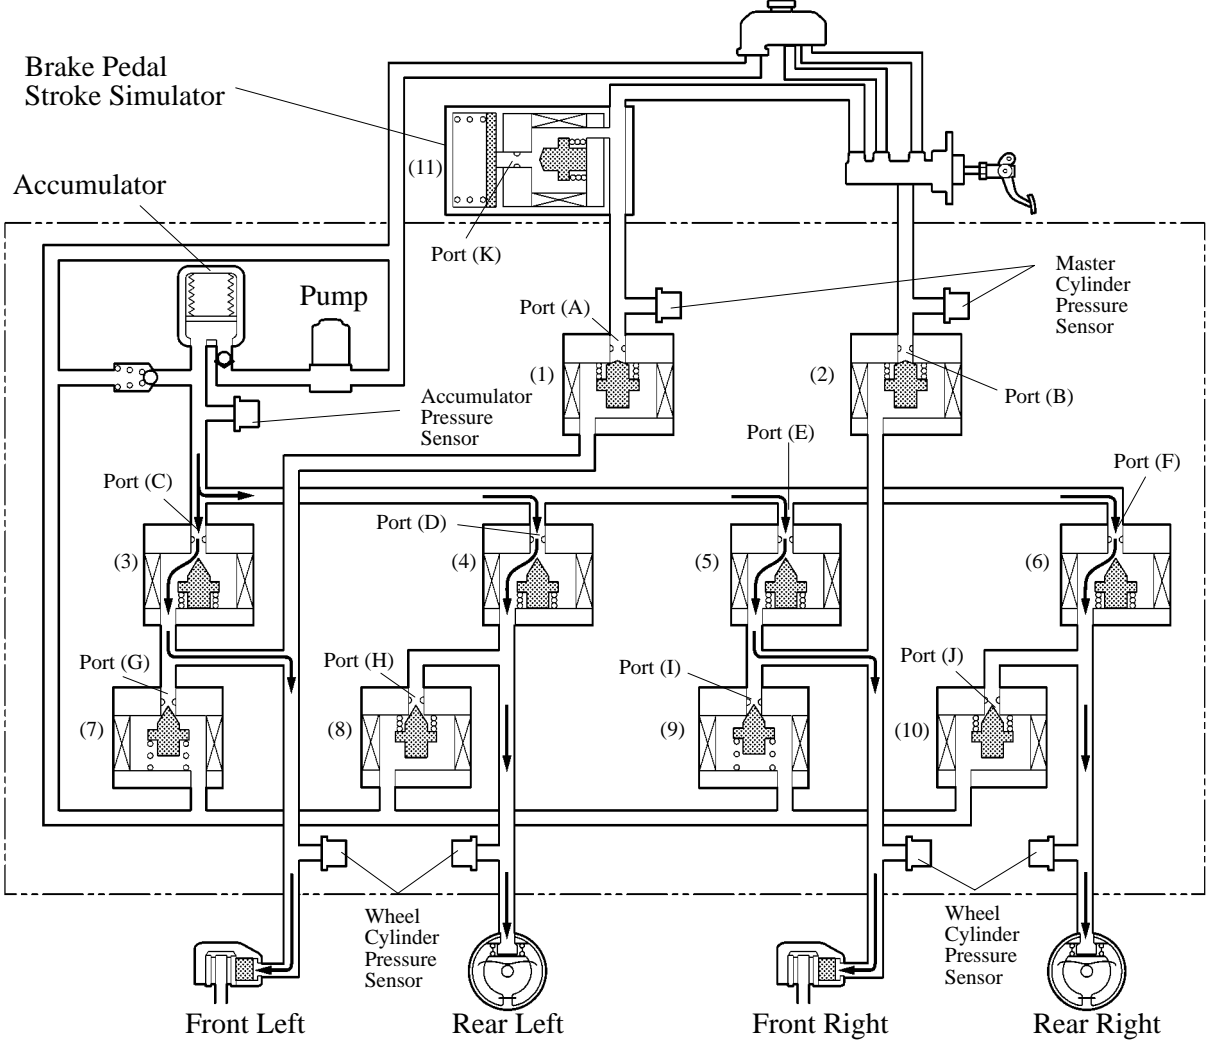 Brake Pedal
Stroke Simulator
(11)
Accumulator
Port (K)
Pump
Master
Cylinder
Pressure
Sensor
Port (A)
(1)
(2)
Port (B)
Accumulator
Pressure
Sensor
Port (E)
Port (F)
Port (C)
Port (D)
(3)
(4)
(5)
(6)
Port (G)
Port (H)
Port (I)
Port (J)
(7)
(8)
(9)
(10)
Wheel
Cylinder
Pressure
Sensor
Wheel
Cylinder
Pressure
Sensor
Front Left
Rear Left
Front Right
Rear Right